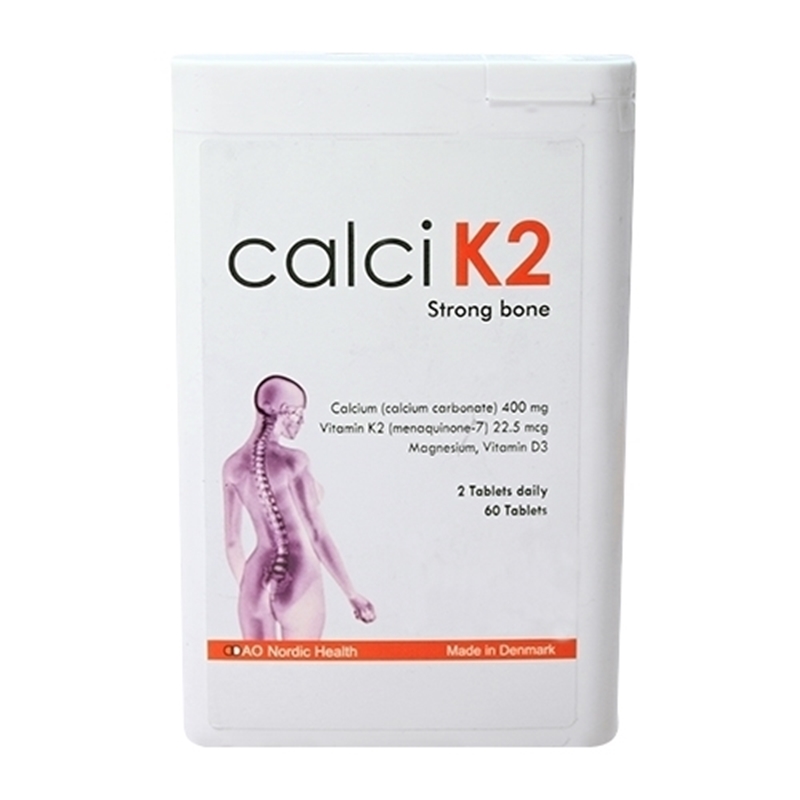 calci K2
Strong bone
Calcium (calcium carbonate) 400 mg
Vitamin K2 (menaquinone-7) 22.5 mcg
Magnesium, Vitamin D3
2 Tablets daily
60 Tablets
DAO Nordic Health Made in Denmark